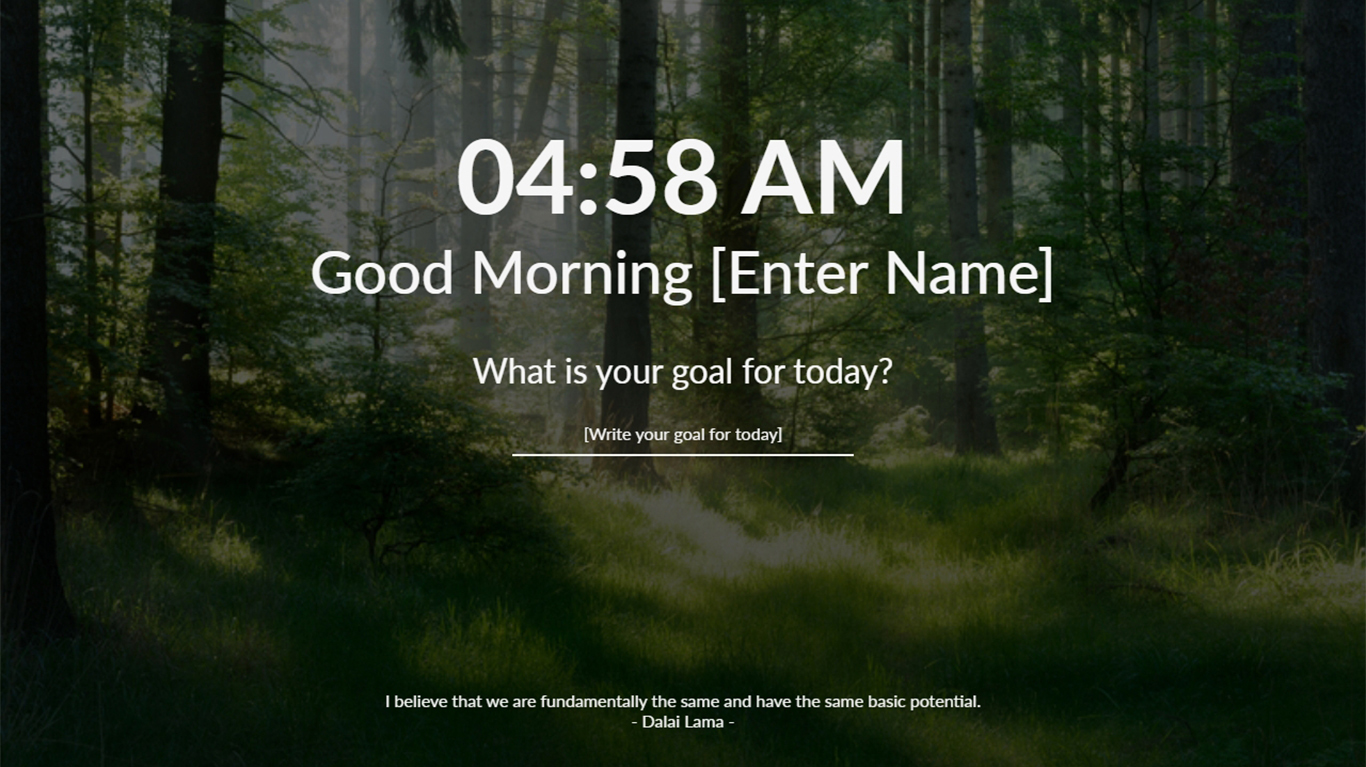 04:58 AM
Good Morning [Enter Name]
What is your goal for today?
[Write your goal for today]
I believe that we are fundamentally the same and have the same basic potential.
- Dalai Lama -